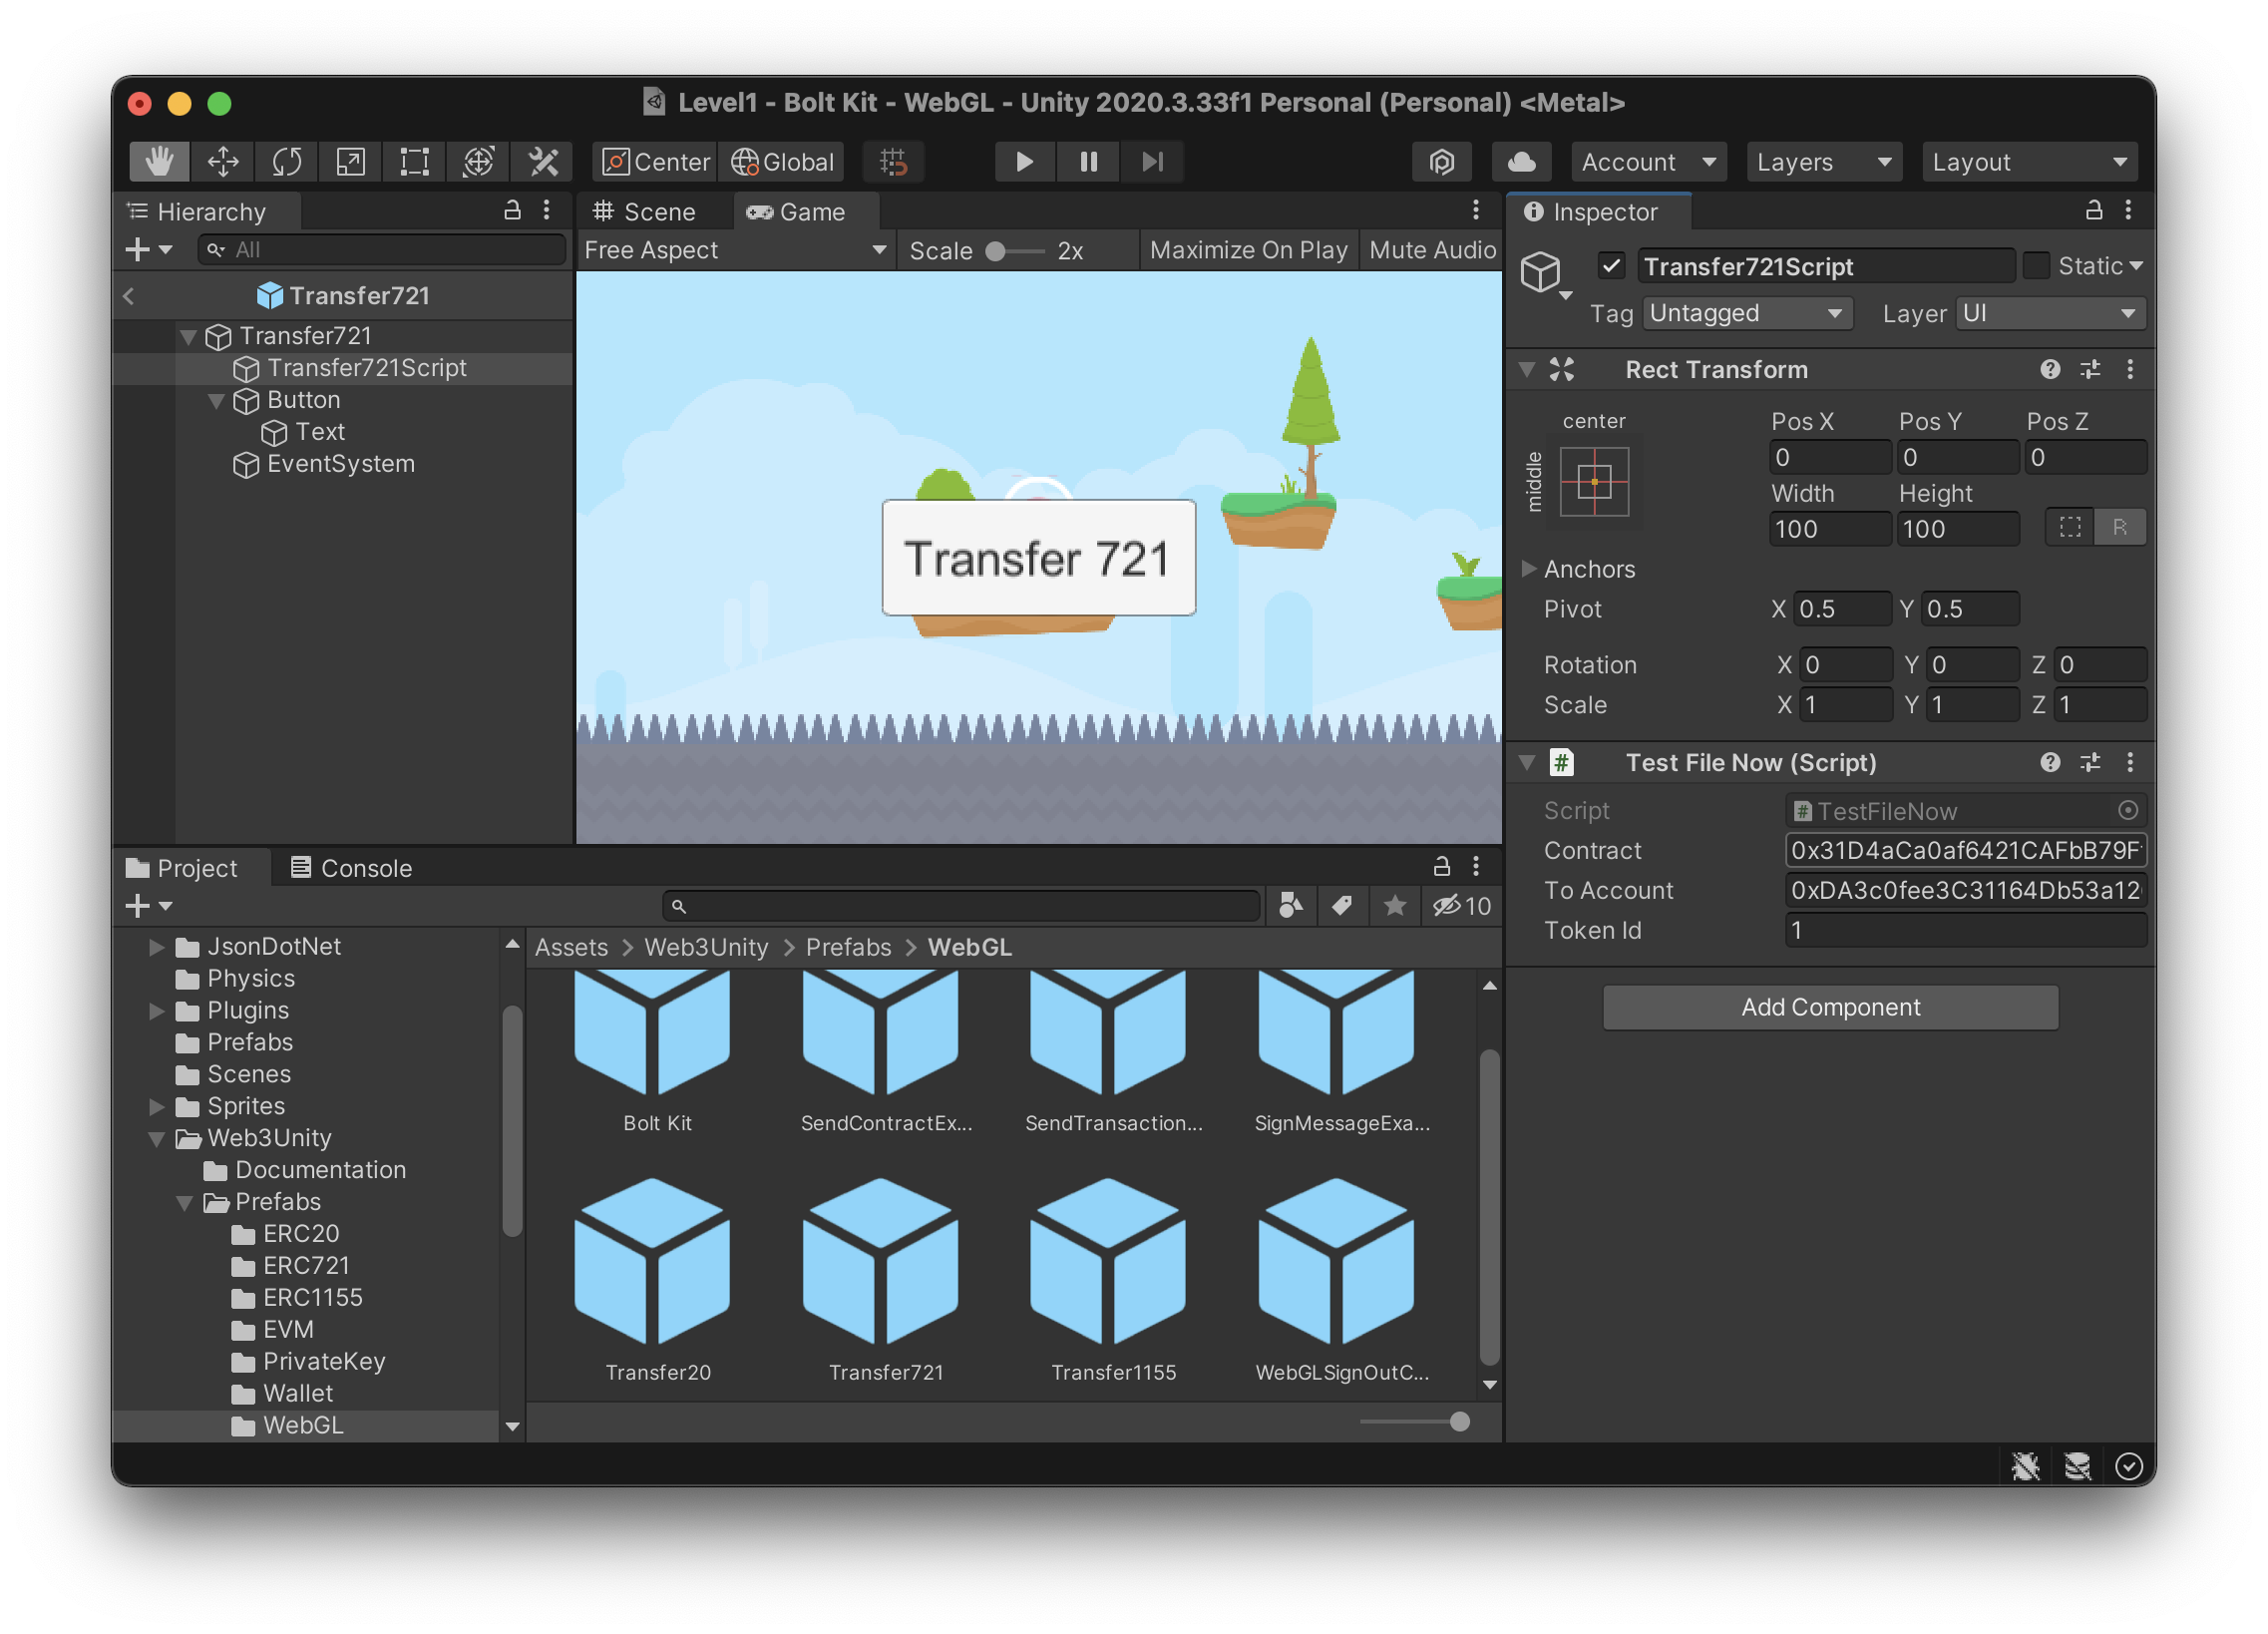 Level1 - Bolt Kit - WebGL - Unity 2020.3.33f1 Personal (Personal) <Metal>
Center Global Account Layers Layout
Hierarchy
All
Transfer721
Transfer721
Transfer721Script
Button
Text
EventSystem
Scene Game
Free Aspect Scale 2x Maximize On Play Mute Audio
Transfer 721
Inspector
Transfer721Script Static
Tag Untagged Layer UI
Rect Transform
center
middle
Pos X Pos Y Pos Z
0 0 0
Width Height
100 100 R
Anchors
Pivot X 0.5 Y 0.5
Rotation X 0 Y 0 Z 0
Scale X 1 Y 1 Z 1
# Test File Now (Script)
Script # TestFileNow
Contract 0x31D4aCa0af6421CAFbB79F
To Account 0xDA3c0fee3C31164Db53a12
Token Id 1
Add Component
Project Console
10
JsonDotNet
Physics
Plugins
Prefabs
Scenes
Sprites
Web3Unity
Documentation
Prefabs
ERC20
ERC721
ERC1155
EVM
PrivateKey
Wallet
WebGL
Assets > Web3Unity > Prefabs > WebGL
Bolt Kit SendContractEx... SendTransaction... SignMessageExa...
Transfer20 Transfer721 Transfer1155 WebGLSignOutC...